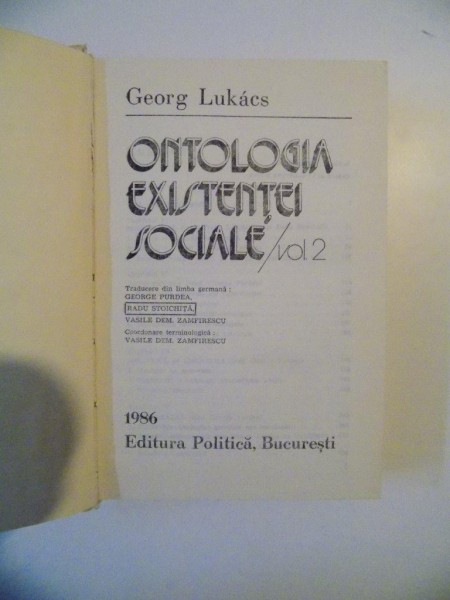 Georg Lukács
ONTOLOGIA
EXISTENȚEI
SOCIALE/vol.2
Traducere din limba germană :
GEORGE PURDEA,
RADU STOICHIȚĂ,
VASILE DEM. ZAMFIRESCU
Coordonare terminologică :
VASILE DEM. ZAMFIRESCU
1986
Editura Politică, București